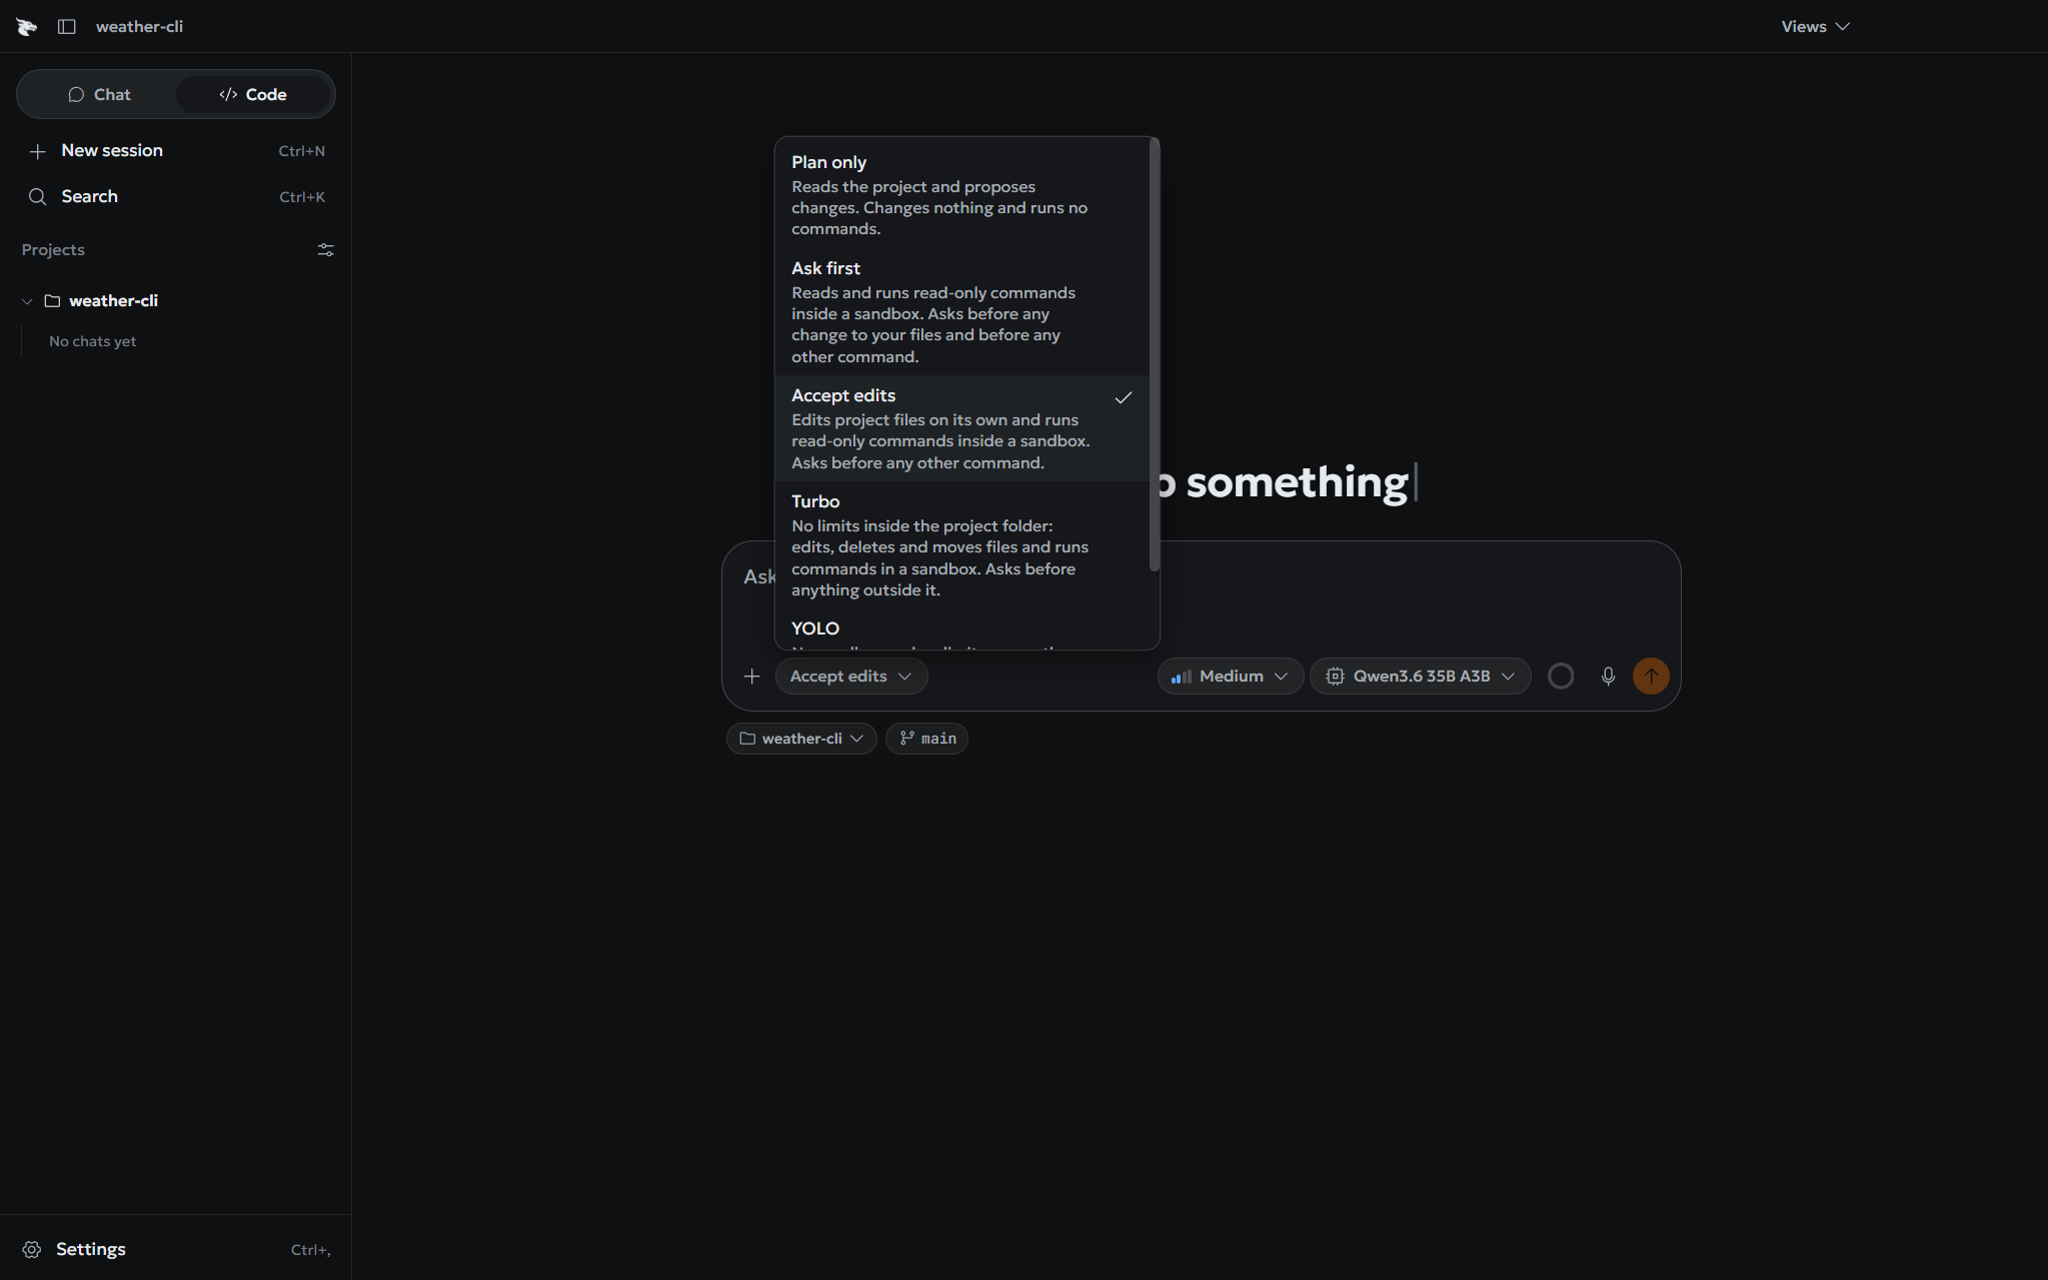 weather-cli
Views
Chat
Code
New session
Ctrl+N
Search
Ctrl+K
Projects
weather-cli
No chats yet
Plan only
Reads the project and proposes
changes. Changes nothing and runs no
commands.
Ask first
Reads and runs read-only commands
inside a sandbox. Asks before any
change to your files and before any
other command.
Accept edits
Edits project files on its own and runs
read-only commands inside a sandbox.
Asks before any other command.
Turbo
No limits inside the project folder:
edits, deletes and moves files and runs
commands in a sandbox. Asks before
anything outside it.
YOLO
something
Ask
Accept edits
Medium
Qwen3.6 35B A3B
weather-cli
main
Settings
Ctrl+,